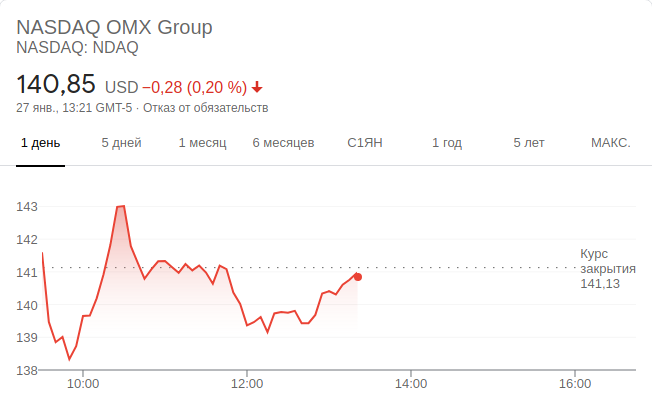 NASDAQ OMX Group
NASDAQ: NDAQ
140,85 USD −0,28 (0,20 %)
27 янв., 13:21 GMT-5 · Отказ от обязательств
1 день 5 дней 1 месяц 6 месяцев С1ЯН 1 год 5 лет МАКС.
143
142
141
140
139
138
Курс
закрытия
141,13
10:00 12:00 14:00 16:00